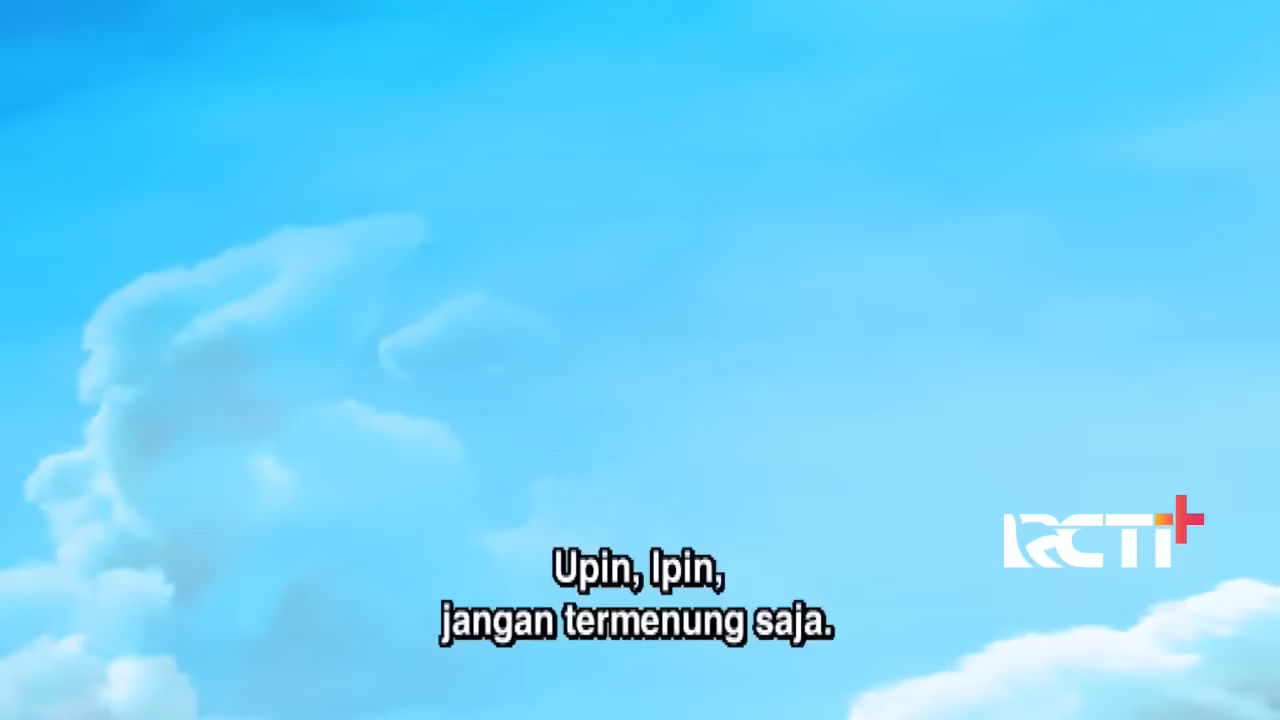 RCTI+
Upin, Ipin,
jangan termenung saja.